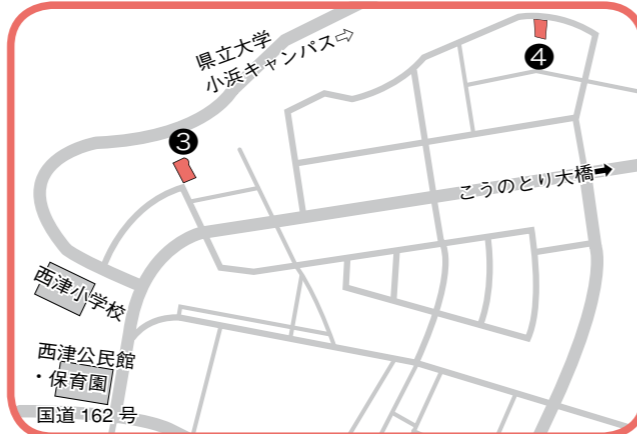 県立大学
小浜キャンパス⇨
❹
❸
こうのとり大橋➡
西津小学校
西津公民館
・保育園
国道 162 号